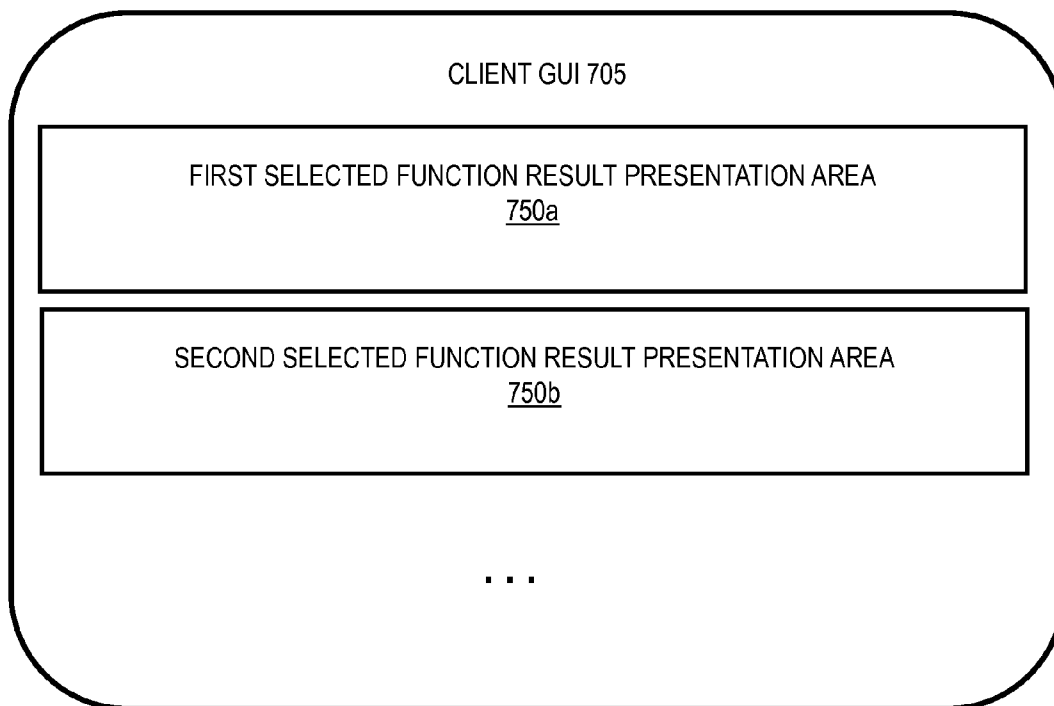 CLIENT GUI 705
FIRST SELECTED FUNCTION RESULT PRESENTATION AREA
750a
SECOND SELECTED FUNCTION RESULT PRESENTATION AREA
750b
...